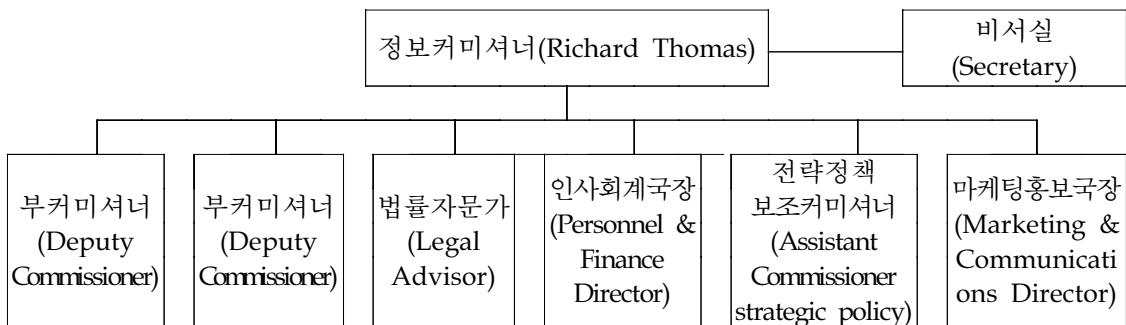 정보커미셔너(Richard Thomas)
비서실
(Secretary)
부커미셔너
(Deputy
Commissioner)
부커미셔너
(Deputy
Commissioner)
법률자문가
(Legal
Advisor)
인사회계국장
(Personnel &
Finance
Director)
전략정책
보조커미셔너
(Assistant
Commissioner
strategic policy)
마케팅홍보국장
(Marketing &
Communicati
ons Director)